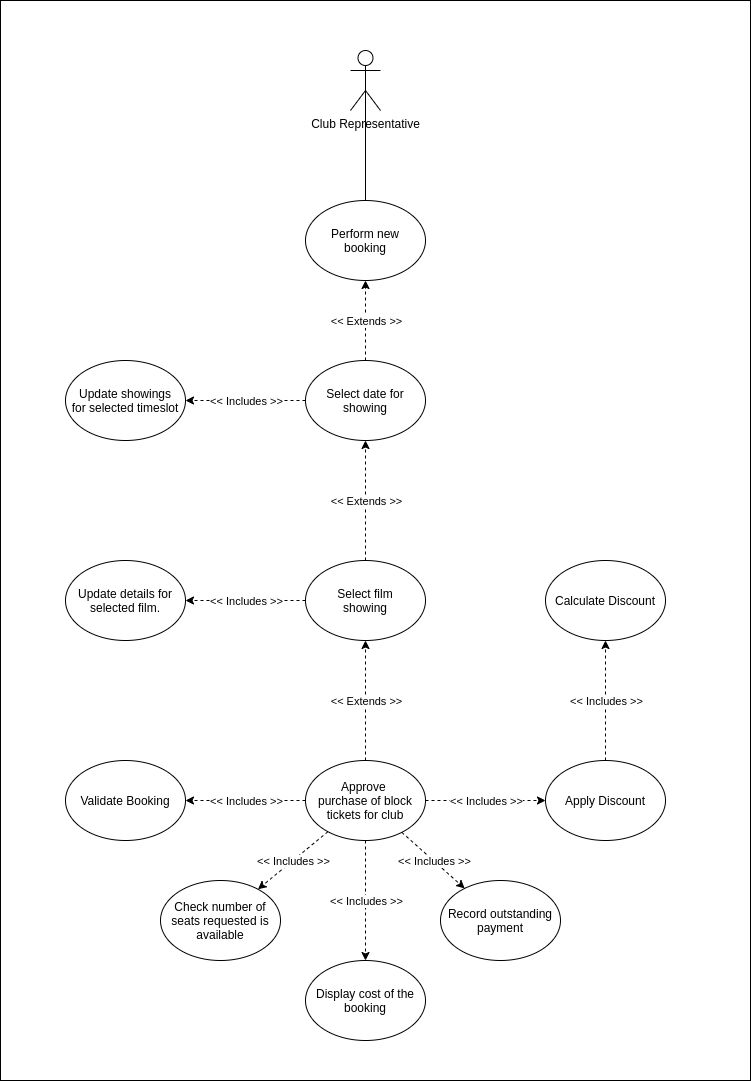 Club Representative
Perform new
booking
<< Extends >>
Update showings
for selected timeslot
<< Includes >>
Select date for
showing
<< Extends >>
Update details for
selected film.
<< Includes >>
Select film
showing
Calculate Discount
<< Extends >>
<< Includes >>
Validate Booking
<< Includes >>
Approve
purchase of block
tickets for club
<< Includes >>
Apply Discount
<< Includes >>
<< Includes >>
<< Includes >>
Check number of
seats requested is
available
Record outstanding
payment
Display cost of the
booking